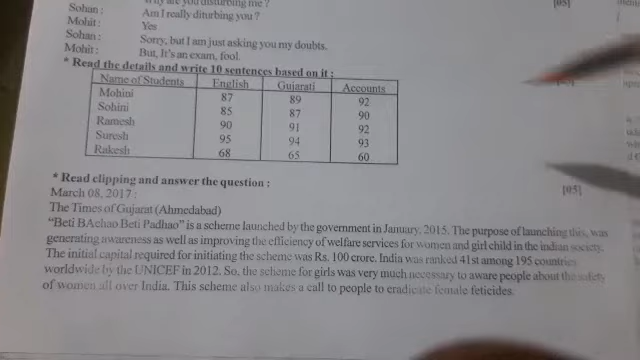 Sohan : Why are you disturbing me ? [05]
Mohit : Am I really diturbing you ?
Sohan : Yes
Mohit : Sorry, but I am just asking you my doubts.
But, It's an exam, fool.
* Read the details and write 10 sentences based on it :
Name of Students English Gujarati Accounts
Mohini 87 89 92
Sohini 85 87 90
Ramesh 90 91 92
Suresh 95 94 93
Rakesh 68 65 60
* Read clipping and answer the question : [05]
March 08, 2017 :
The Times of Gujarat (Ahmedabad)
"Beti BAchao Beti Padhao" is a scheme launched by the government in January, 2015. The purpose of launching this, was
generating awareness as well as improving the efficiency of welfare services for women and girl child in the indian society.
The initial capital required for initiating the scheme was Rs. 100 crore. India was ranked 41st among 195 countries
worldwide by the UNICEF in 2012. So, the scheme for girls was very much necessary to aware people about the safety
of women all over India. This scheme also makes a call to people to eradicate female feticides.